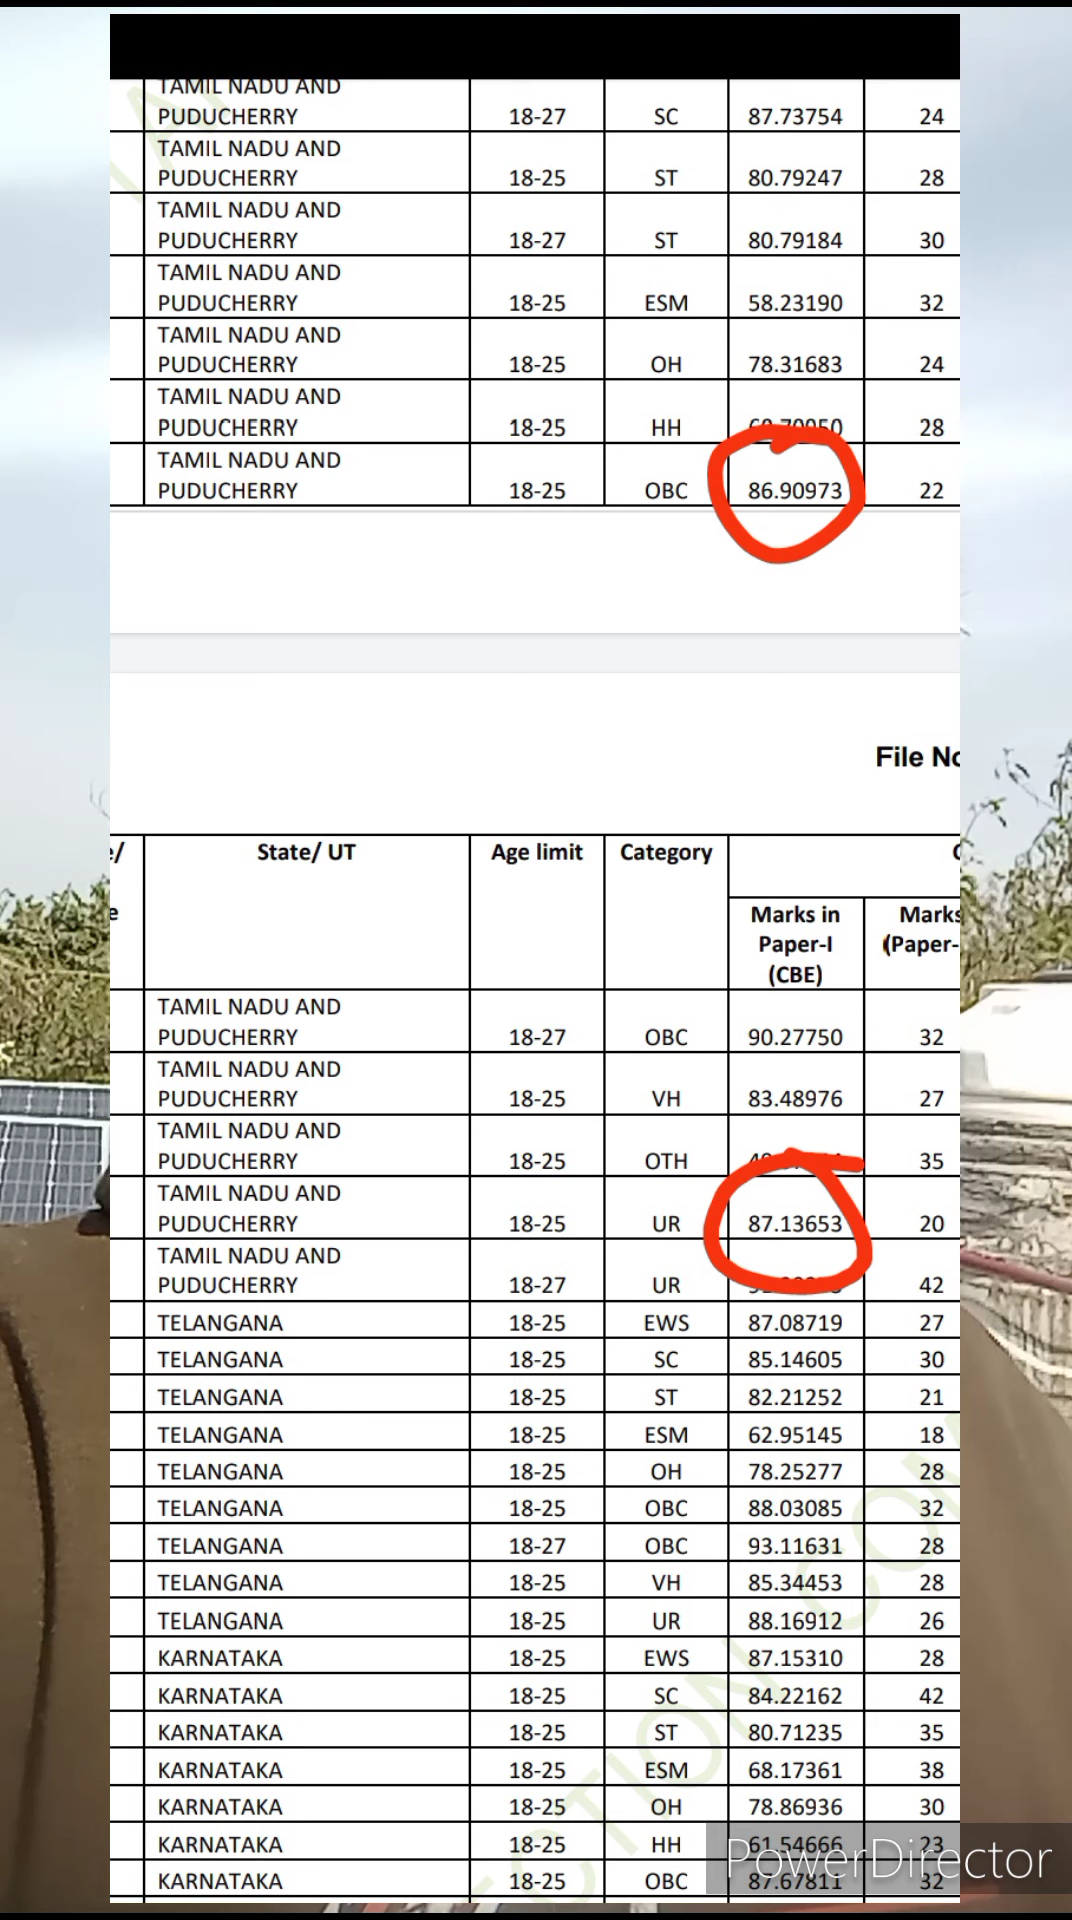 TAMIL NADU AND
PUDUCHERRY 18-27 SC 87.73754 24
TAMIL NADU AND
PUDUCHERRY 18-25 ST 80.79247 28
TAMIL NADU AND
PUDUCHERRY 18-27 ST 80.79184 30
TAMIL NADU AND
PUDUCHERRY 18-25 ESM 58.23190 32
TAMIL NADU AND
PUDUCHERRY 18-25 OH 78.31683 24
TAMIL NADU AND
PUDUCHERRY 18-25 HH 28
TAMIL NADU AND
PUDUCHERRY 18-25 OBC 86.90973 22
File No
State/ UT Age limit Category
Marks in Paper-I (CBE) Marks (Paper-
TAMIL NADU AND
PUDUCHERRY 18-27 OBC 90.27750 32
TAMIL NADU AND
PUDUCHERRY 18-25 VH 83.48976 27
TAMIL NADU AND
PUDUCHERRY 18-25 OTH 35
TAMIL NADU AND
PUDUCHERRY 18-25 UR 87.13653 20
TAMIL NADU AND
PUDUCHERRY 18-27 UR 42
TELANGANA 18-25 EWS 87.08719 27
TELANGANA 18-25 SC 85.14605 30
TELANGANA 18-25 ST 82.21252 21
TELANGANA 18-25 ESM 62.95145 18
TELANGANA 18-25 OH 78.25277 28
TELANGANA 18-25 OBC 88.03085 32
TELANGANA 18-27 OBC 93.11631 28
TELANGANA 18-25 VH 85.34453 28
TELANGANA 18-25 UR 88.16912 26
KARNATAKA 18-25 EWS 87.15310 28
KARNATAKA 18-25 SC 84.22162 42
KARNATAKA 18-25 ST 80.71235 35
KARNATAKA 18-25 ESM 68.17361 38
KARNATAKA 18-25 OH 78.86936 30
KARNATAKA 18-25 HH 61.54666 23
KARNATAKA 18-25 OBC 87.67811 32
PowerDirector